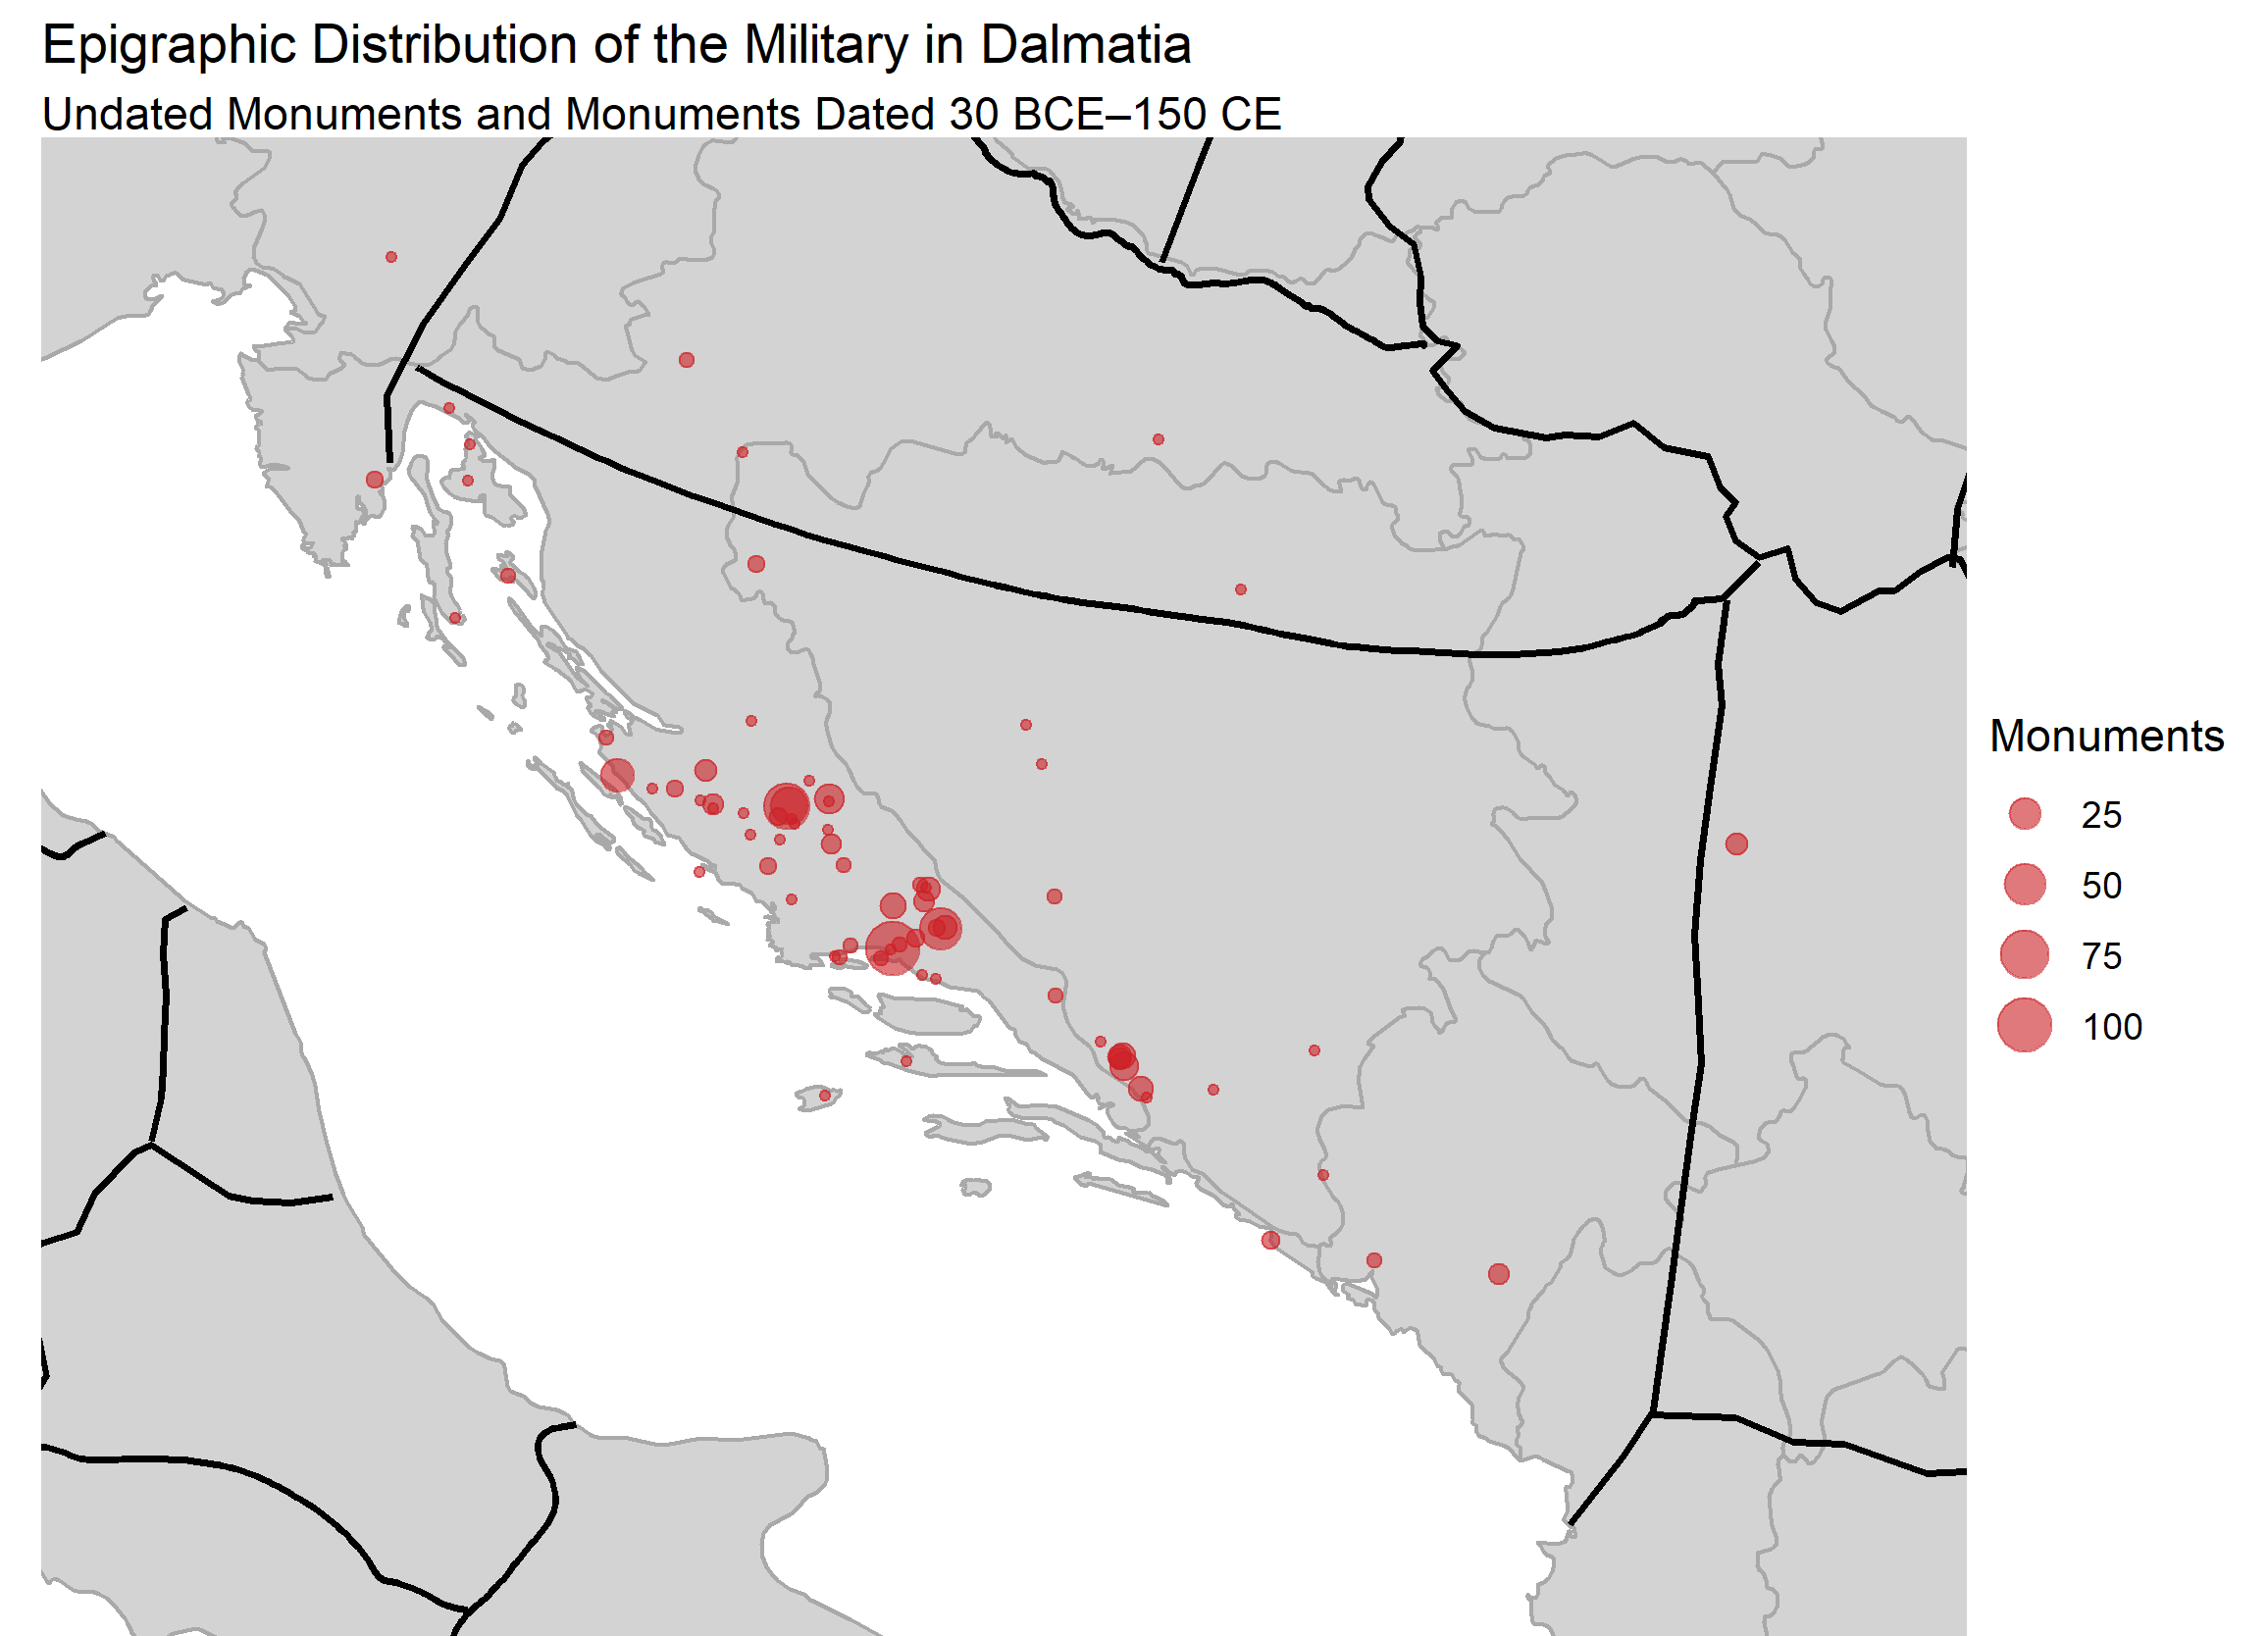 Epigraphic Distribution of the Military in Dalmatia
Undated Monuments and Monuments Dated 30 BCE–150 CE
Monuments
25
50
75
100